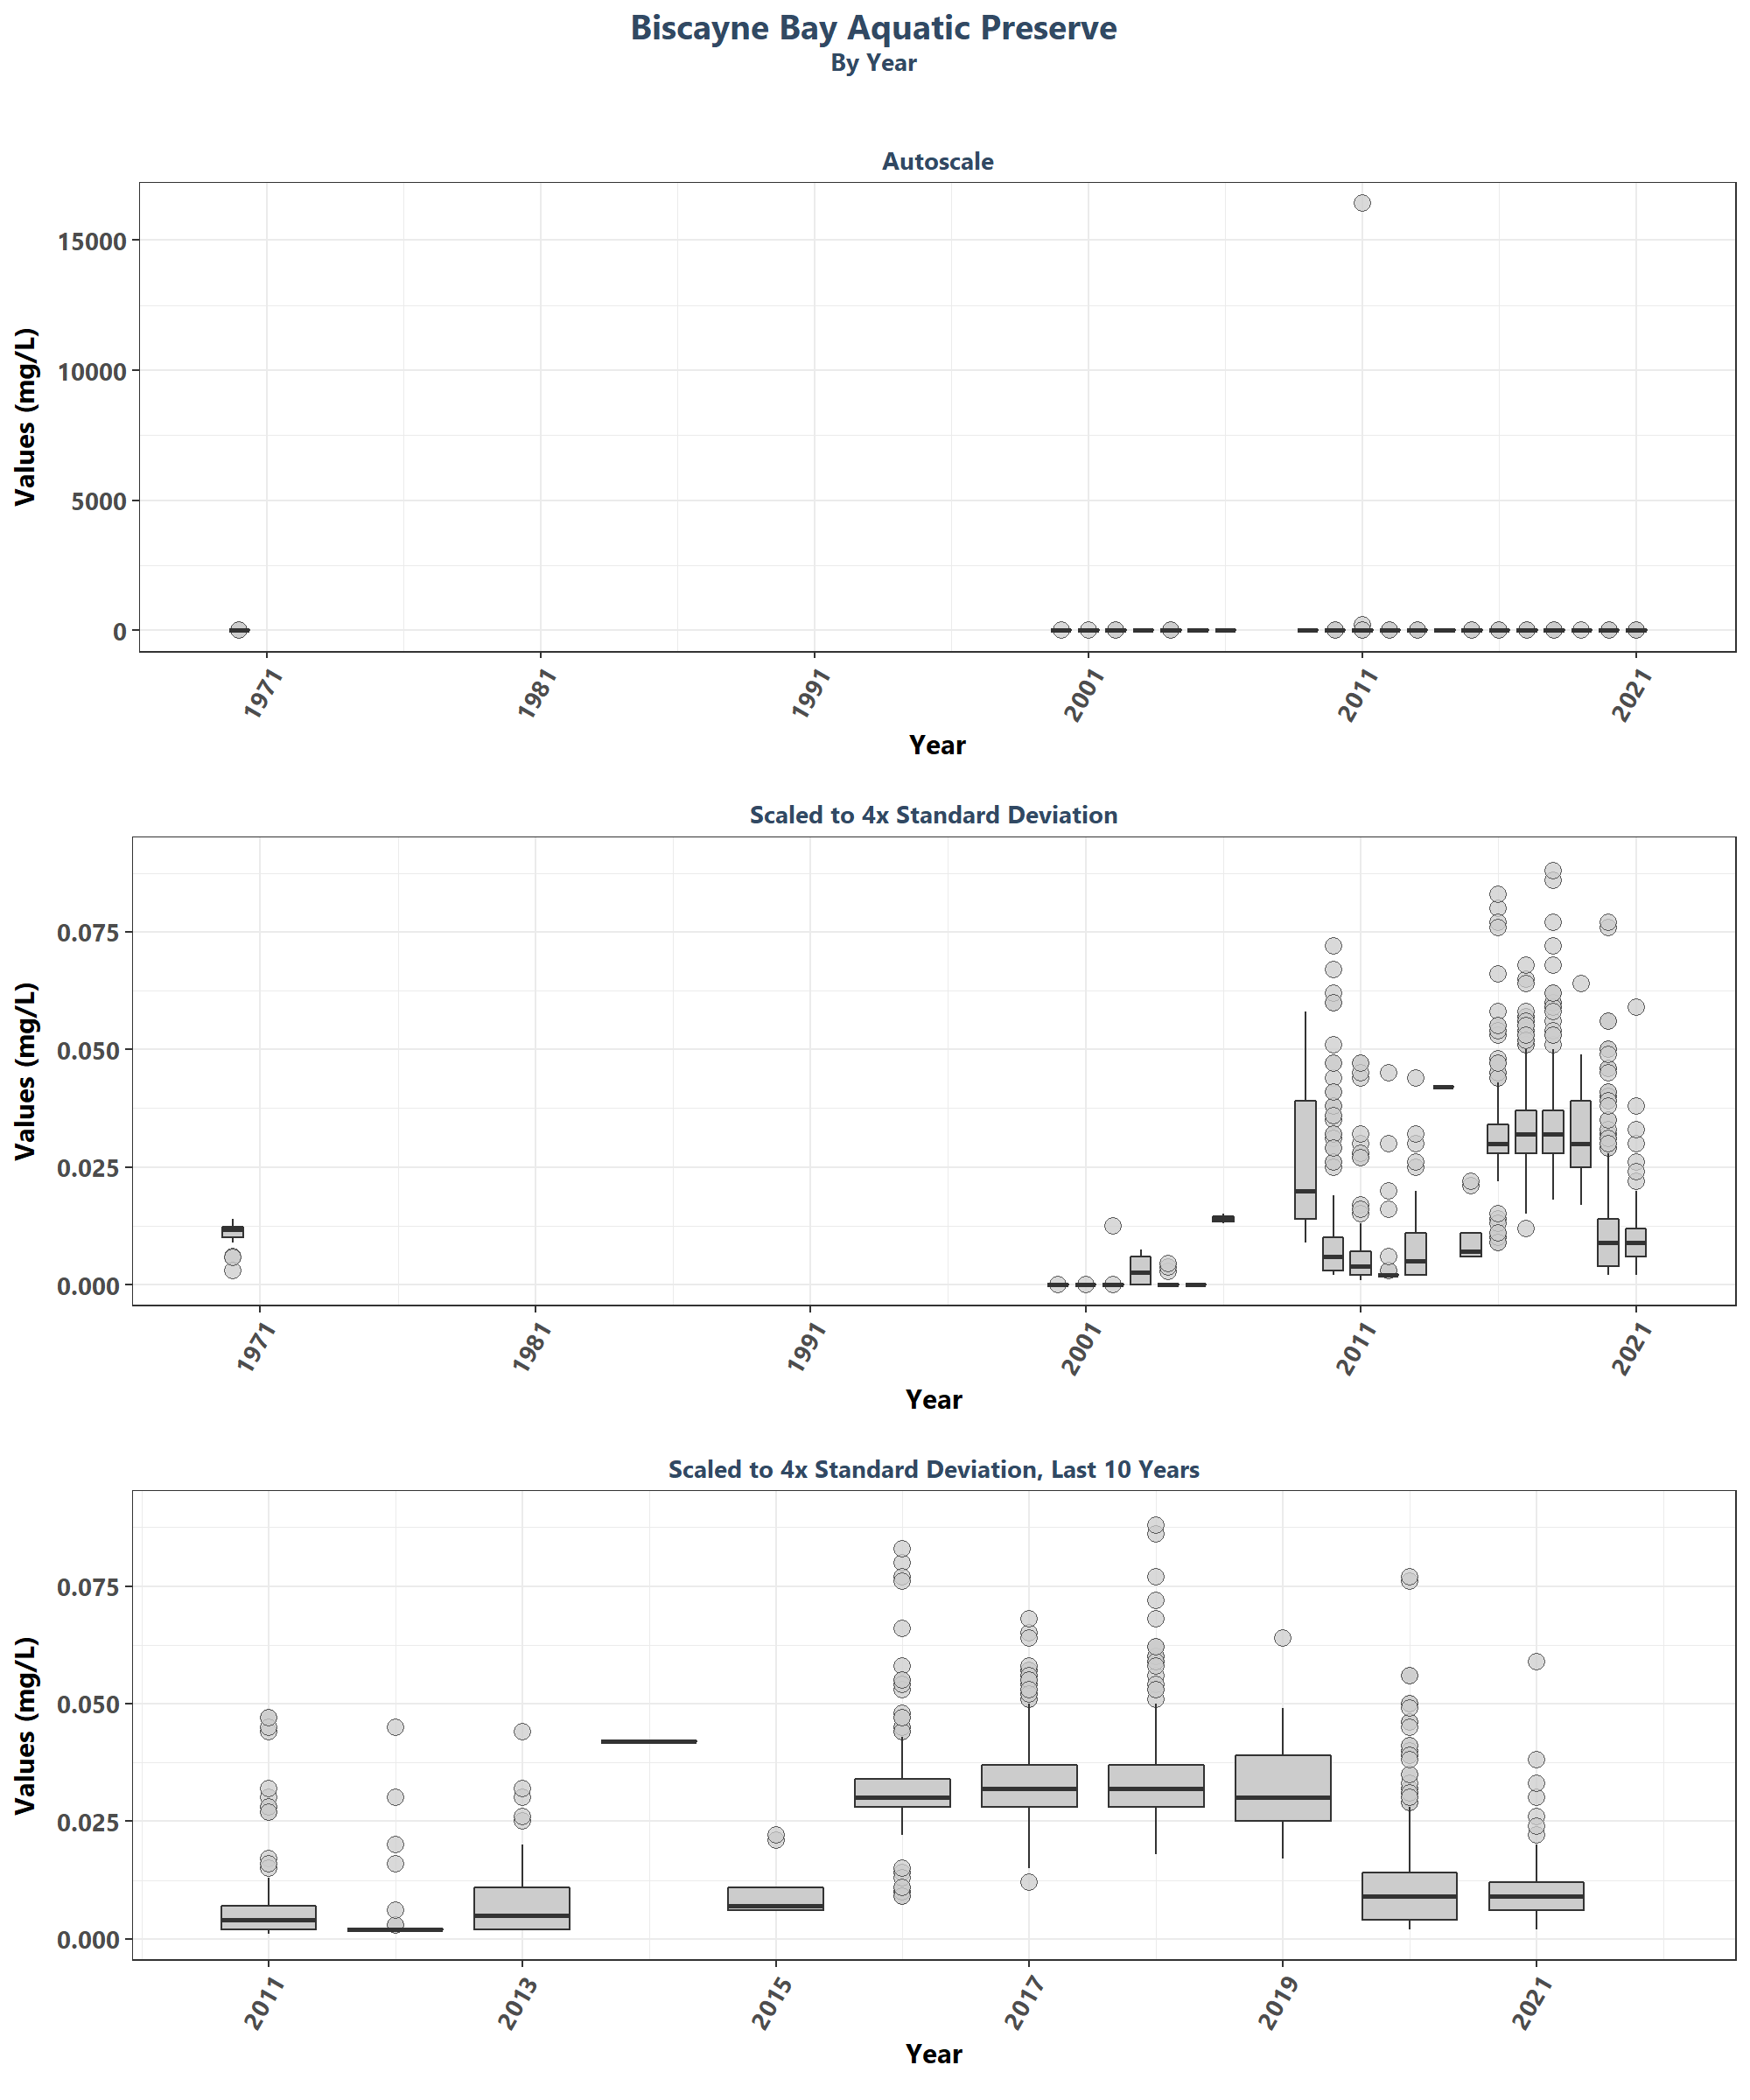 Biscayne Bay Aquatic Preserve
By Year
Autoscale
Values (mg/L)
15000
10000
5000
0
1971
1981
1991
2001
2011
2021
Year
Scaled to 4x Standard Deviation
Values (mg/L)
0.075
0.050
0.025
0.000
1971
1981
1991
2001
2011
2021
Year
Scaled to 4x Standard Deviation, Last 10 Years
Values (mg/L)
0.075
0.050
0.025
0.000
2011
2013
2015
2017
2019
2021
Year